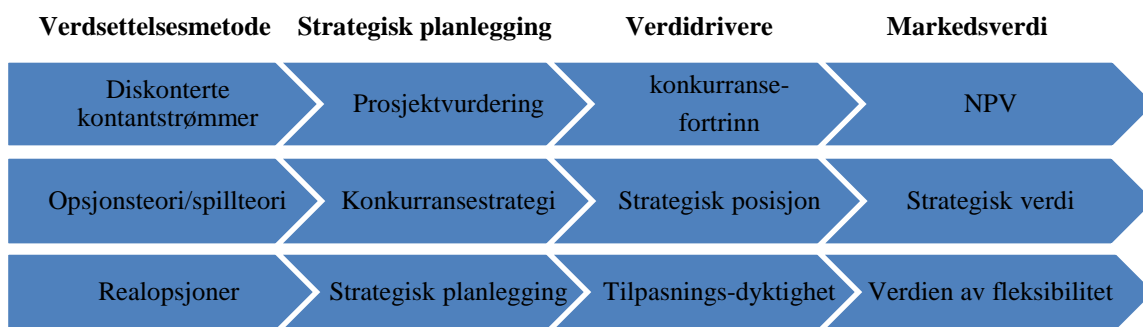 Verdsettelsesmetode Strategisk planlegging Verdidrivere Markedsverdi
Diskonterte
kontantstrømmer
Prosjektvurdering
konkurranse-
fortrinn
NPV
Opsjonsteori/spillteori Konkurransestrategi Strategisk posisjon Strategisk verdi
Realopsjoner Strategisk planlegging Tilpasnings-dyktighet Verdien av fleksibilitet